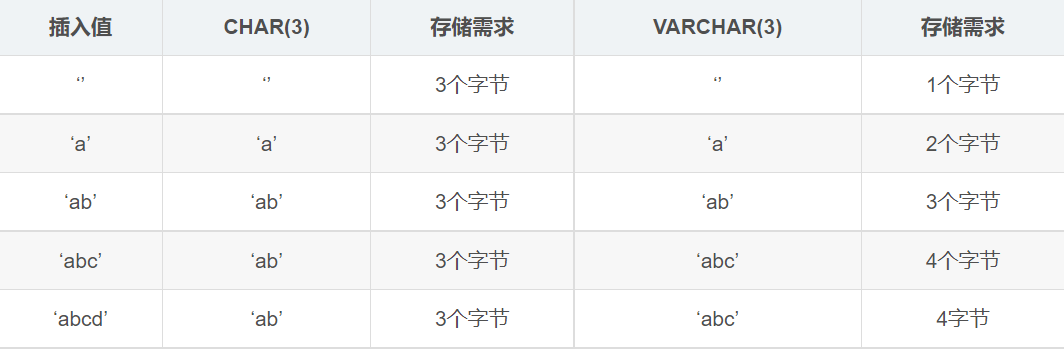 插入值 CHAR(3) 存储需求 VARCHAR(3) 存储需求
‘’ ‘’ 3个字节 ‘’ 1个字节
‘a’ ‘a’ 3个字节 ‘a’ 2个字节
‘ab’ ‘ab’ 3个字节 ‘ab’ 3个字节
‘abc’ ‘ab’ 3个字节 ‘abc’ 4个字节
‘abcd’ ‘ab’ 3个字节 ‘abc’ 4字节